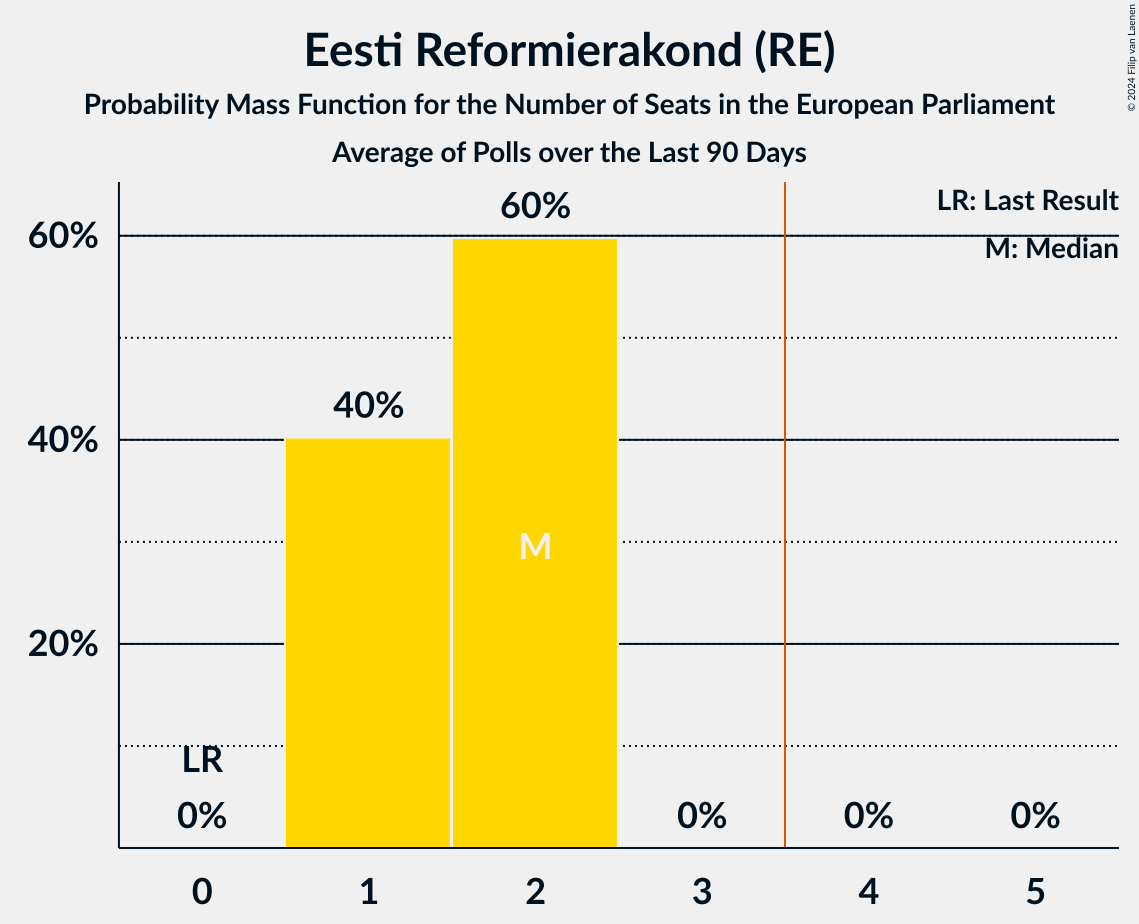 Eesti Reformierakond (RE)
Probability Mass Function for the Number of Seats in the European Parliament
Average of Polls over the Last 90 Days
© 2024 Filip van Laenen
LR: Last Result
M: Median
60%
40%
20%
60%
40%
M
LR
0%
0%
0%
0%
0
1
2
3
4
5